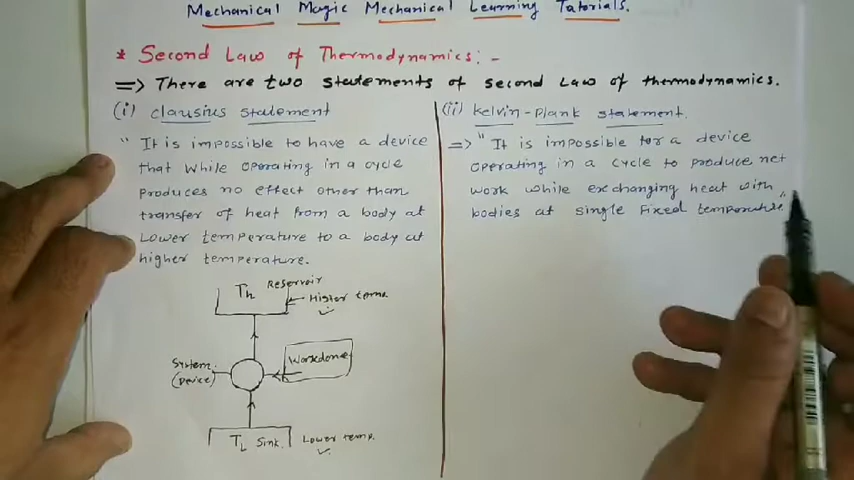 Mechanical Magic Mechanical Learning Tutorials.
* Second Law of Thermodynamics:-
=> There are two statements of second Law of thermodynamics.
(i) clausius statement
"It is impossible to have a device
that while operating in a cycle
produces no effect other than
transfer of heat from a body at
Lower temperature to a body at
higher temperature.
Th Reservoir
Higher temp.
System
(Device)
Workdone
TL Sink
Lower temp.
(ii) Kelvin-Plank statement.
=> "It is impossible for a device
operating in a cycle to produce net
work while exchanging heat with
bodies at single Fixed temperature."